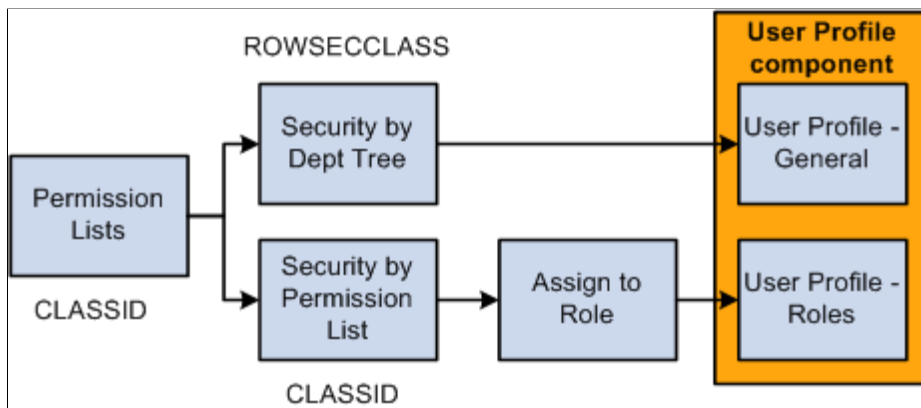 ROWSECCLASS
User Profile
component
Security by
Dept Tree
User Profile -
General
Permission
Lists
CLASSID
Security by
Permission
List
Assign to
Role
User Profile -
Roles
CLASSID